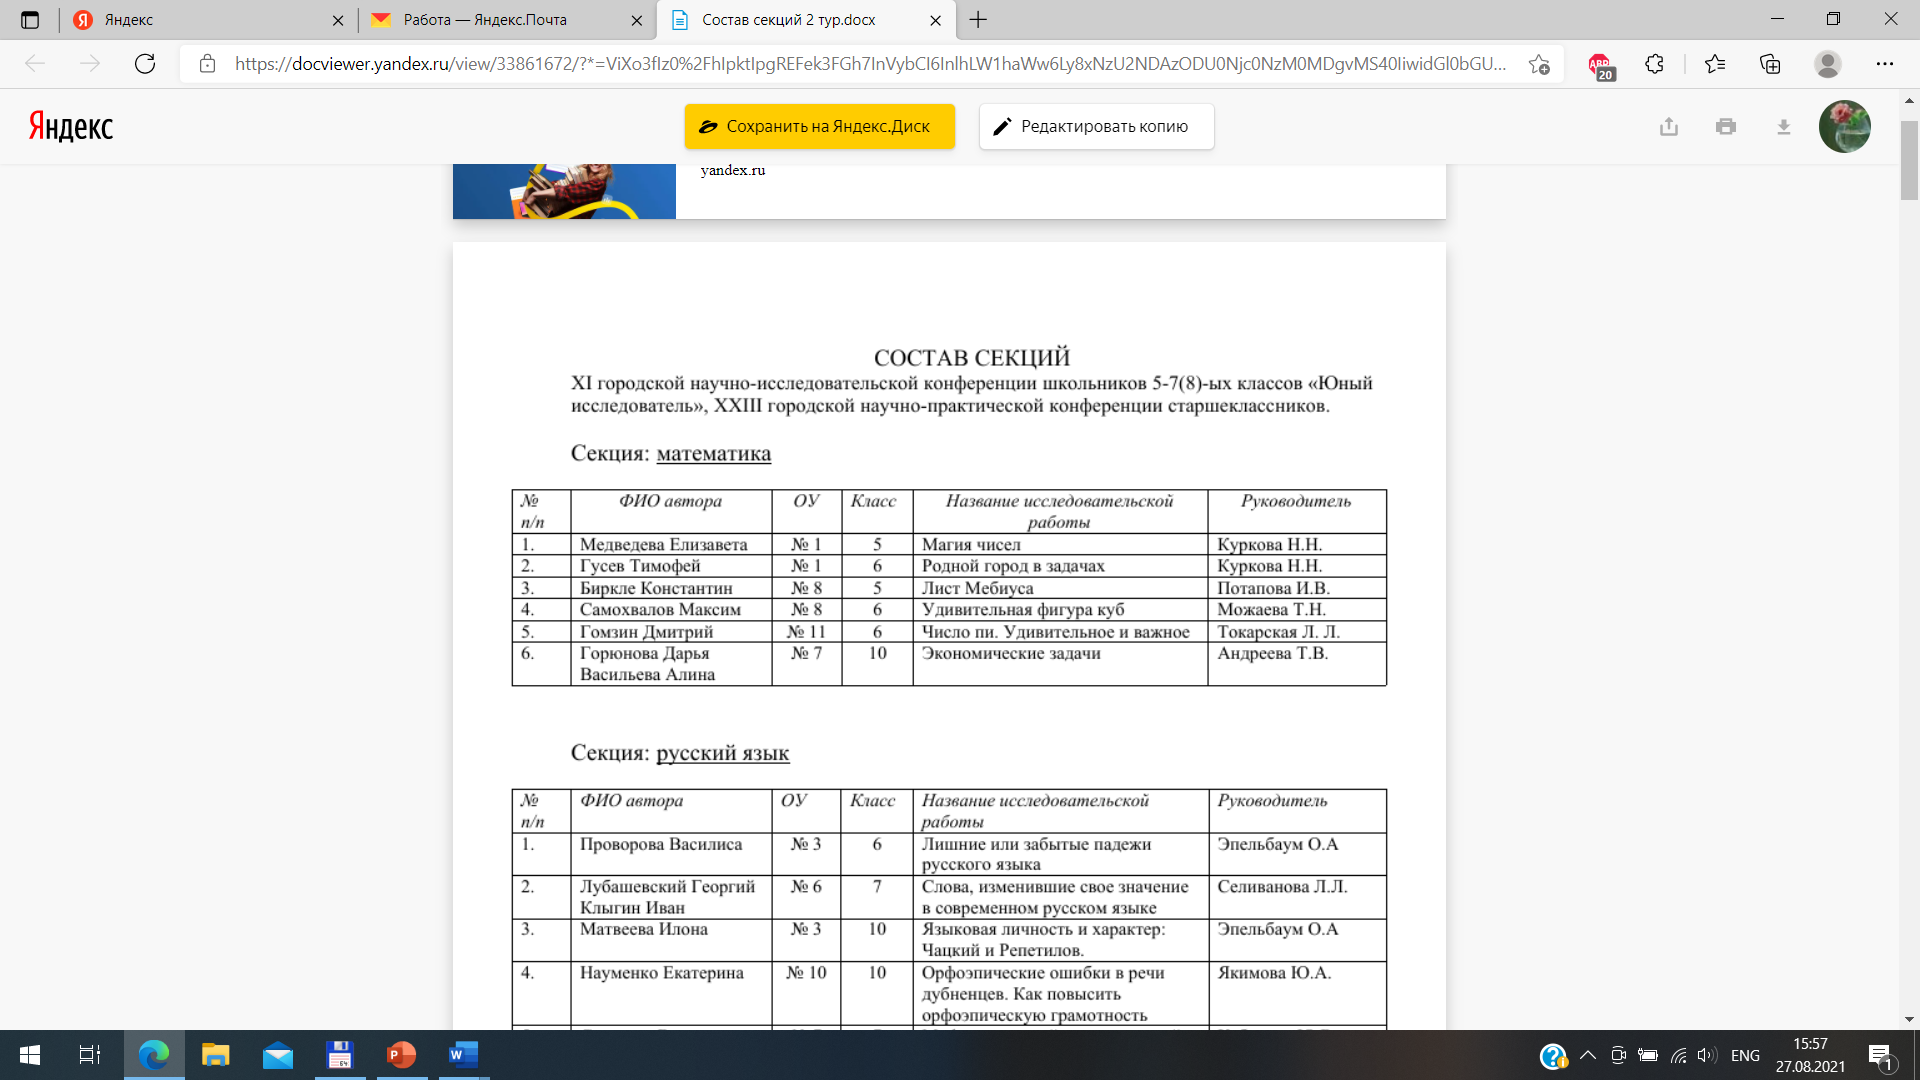 Яндекс
Работа — Яндекс.Почта
Состав секций 2 тур.docx
https://docviewer.yandex.ru/view/33861672/?*=
20
Яндекс
Сохранить на Яндекс.Диск
Редактировать копию
yandex.ru
СОСТАВ СЕКЦИЙ
XI городской научно-исследовательской конференции школьников 5-7(8)-ых классов «Юный
исследователь», XXIII городской научно-практической конференции старшеклассников.
Секция: математика
№ п/п ФИО автора ОУ Класс Название исследовательской работы Руководитель
1. Медведева Елизавета № 1 5 Магия чисел Куркова Н.Н.
2. Гусев Тимофей № 1 6 Родной город в задачах Куркова Н.Н.
3. Биркле Константин № 8 5 Лист Мебиуса Потапова И.В.
4. Самохвалов Максим № 8 6 Удивительная фигура куб Можаева Т.Н.
5. Гомзин Дмитрий № 11 6 Число пи. Удивительное и важное Токарская Л. Л.
6. Горюнова Дарья № 7 10 Экономические задачи Андреева Т.В.
Васильева Алина
Секция: русский язык
№ ФИО автора ОУ Класс Название исследовательской Руководитель
п/п работы
1. Проворова Василиса № 3 6 Лишние или забытые падежи Эпельбаум О.А
русского языка
2. Лубашевский Георгий № 6 7 Слова, изменившие свое значение Селиванова Л.Л.
Клыгин Иван в современном русском языке
3. Матвеева Илона № 3 10 Языковая личность и характер: Эпельбаум О.А
Чацкий и Репетилов.
4. Науменко Екатерина № 10 10 Орфоэпические ошибки в речи Якимова Ю.А.
дубненцев. Как повысить
орфоэпическую грамотность
ENG
15:57
27.08.2021
1